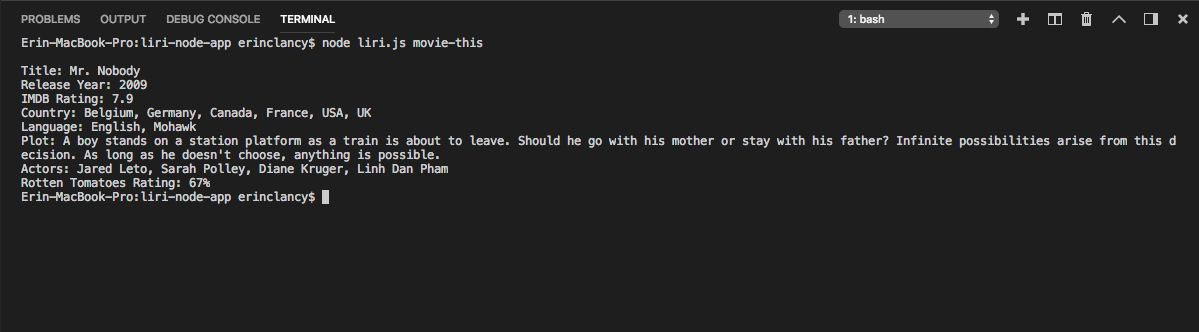 PROBLEMS OUTPUT DEBUG CONSOLE TERMINAL 1: bash
Erin-MacBook-Pro:liri-node-app erinclancy$ node liri.js movie-this
Title: Mr. Nobody
Release Year: 2009
IMDB Rating: 7.9
Country: Belgium, Germany, Canada, France, USA, UK
Language: English, Mohawk
Plot: A boy stands on a station platform as a train is about to leave. Should he go with his mother or stay with his father? Infinite possibilities arise from this d
ecision. As long as he doesn't choose, anything is possible.
Actors: Jared Leto, Sarah Polley, Diane Kruger, Linh Dan Pham
Rotten Tomatoes Rating: 67%
Erin-MacBook-Pro:liri-node-app erinclancy$